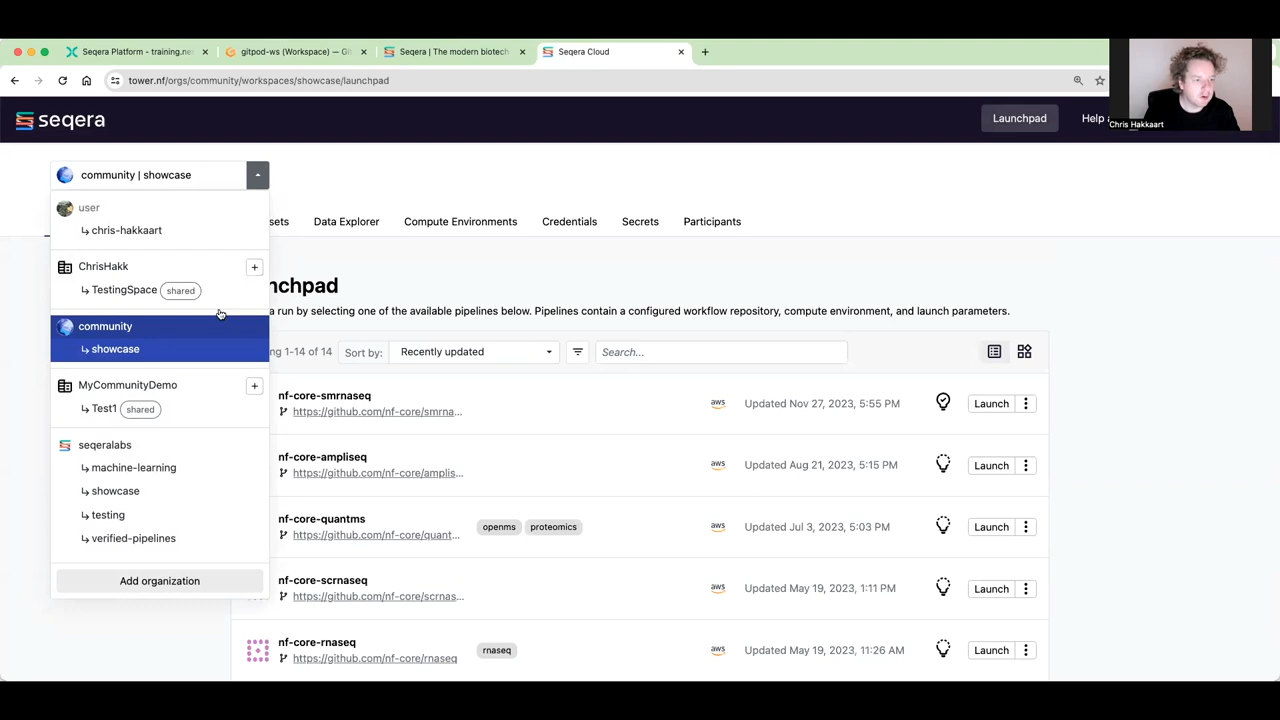 Seqera Platform - training.ne
gitpod-ws (Workspace) — Git
Seqera | The modern biotech
Seqera Cloud
tower.nf/orgs/community/workspaces/showcase/launchpad
Chris Hakkaart
seqera
Launchpad
Help
community | showcase
user
chris-hakkaart
ChrisHakk
TestingSpace shared
community
showcase
MyCommunityDemo
Test1 shared
seqeralabs
machine-learning
showcase
testing
verified-pipelines
Add organization
sets
Data Explorer
Compute Environments
Credentials
Secrets
Participants
nchpad
a run by selecting one of the available pipelines below. Pipelines contain a configured workflow repository, compute environment, and launch parameters.
ng 1-14 of 14
Sort by:
Recently updated
Search...
nf-core-smrnaseq
https://github.com/nf-core/smrna...
aws
Updated Nov 27, 2023, 5:55 PM
Launch
nf-core-ampliseq
https://github.com/nf-core/amplis...
aws
Updated Aug 21, 2023, 5:15 PM
Launch
nf-core-quantms
https://github.com/nf-core/quant...
openms
proteomics
aws
Updated Jul 3, 2023, 5:03 PM
Launch
nf-core-scrnaseq
https://github.com/nf-core/scrnas...
aws
Updated May 19, 2023, 1:11 PM
Launch
nf-core-rnaseq
https://github.com/nf-core/rnaseq
rnaseq
aws
Updated May 19, 2023, 11:26 AM
Launch